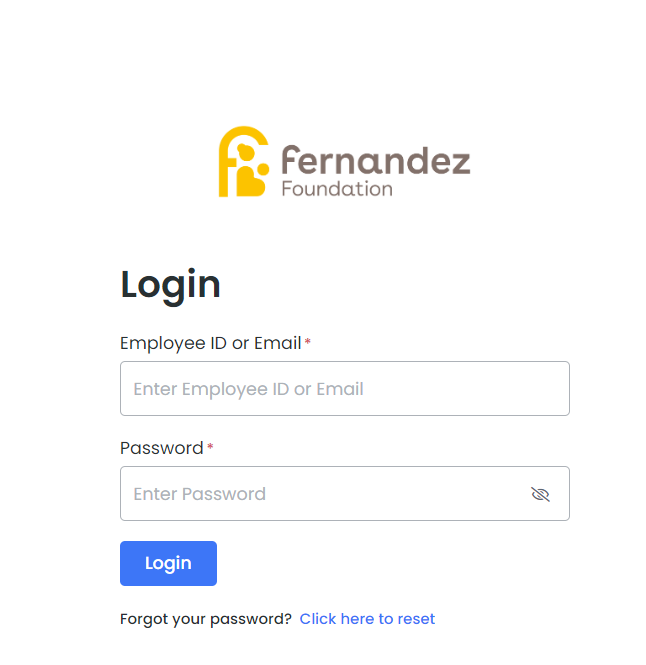 fernandez
Foundation
Login
Employee ID or Email *
Enter Employee ID or Email
Password *
Enter Password
Login
Forgot your password? Click here to reset